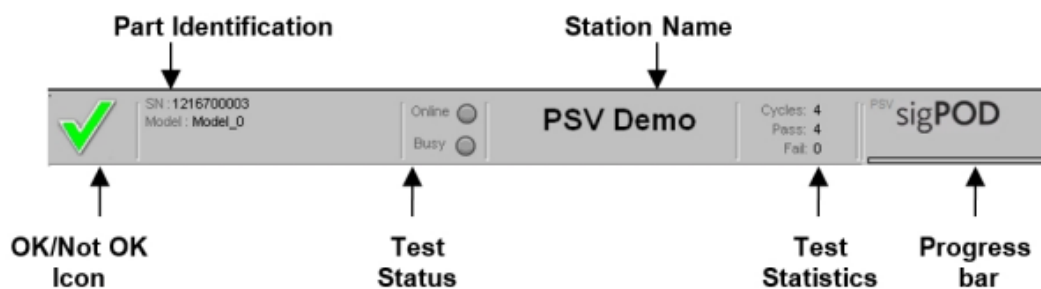 Part Identification
Station Name
SN : 1216700003
Model : Model_0
Online
Busy
PSV Demo
Cycles: 4
Pass: 4
Fail: 0
PSV sigPOD
OK/Not OK
Icon
Test
Status
Test
Statistics
Progress
bar